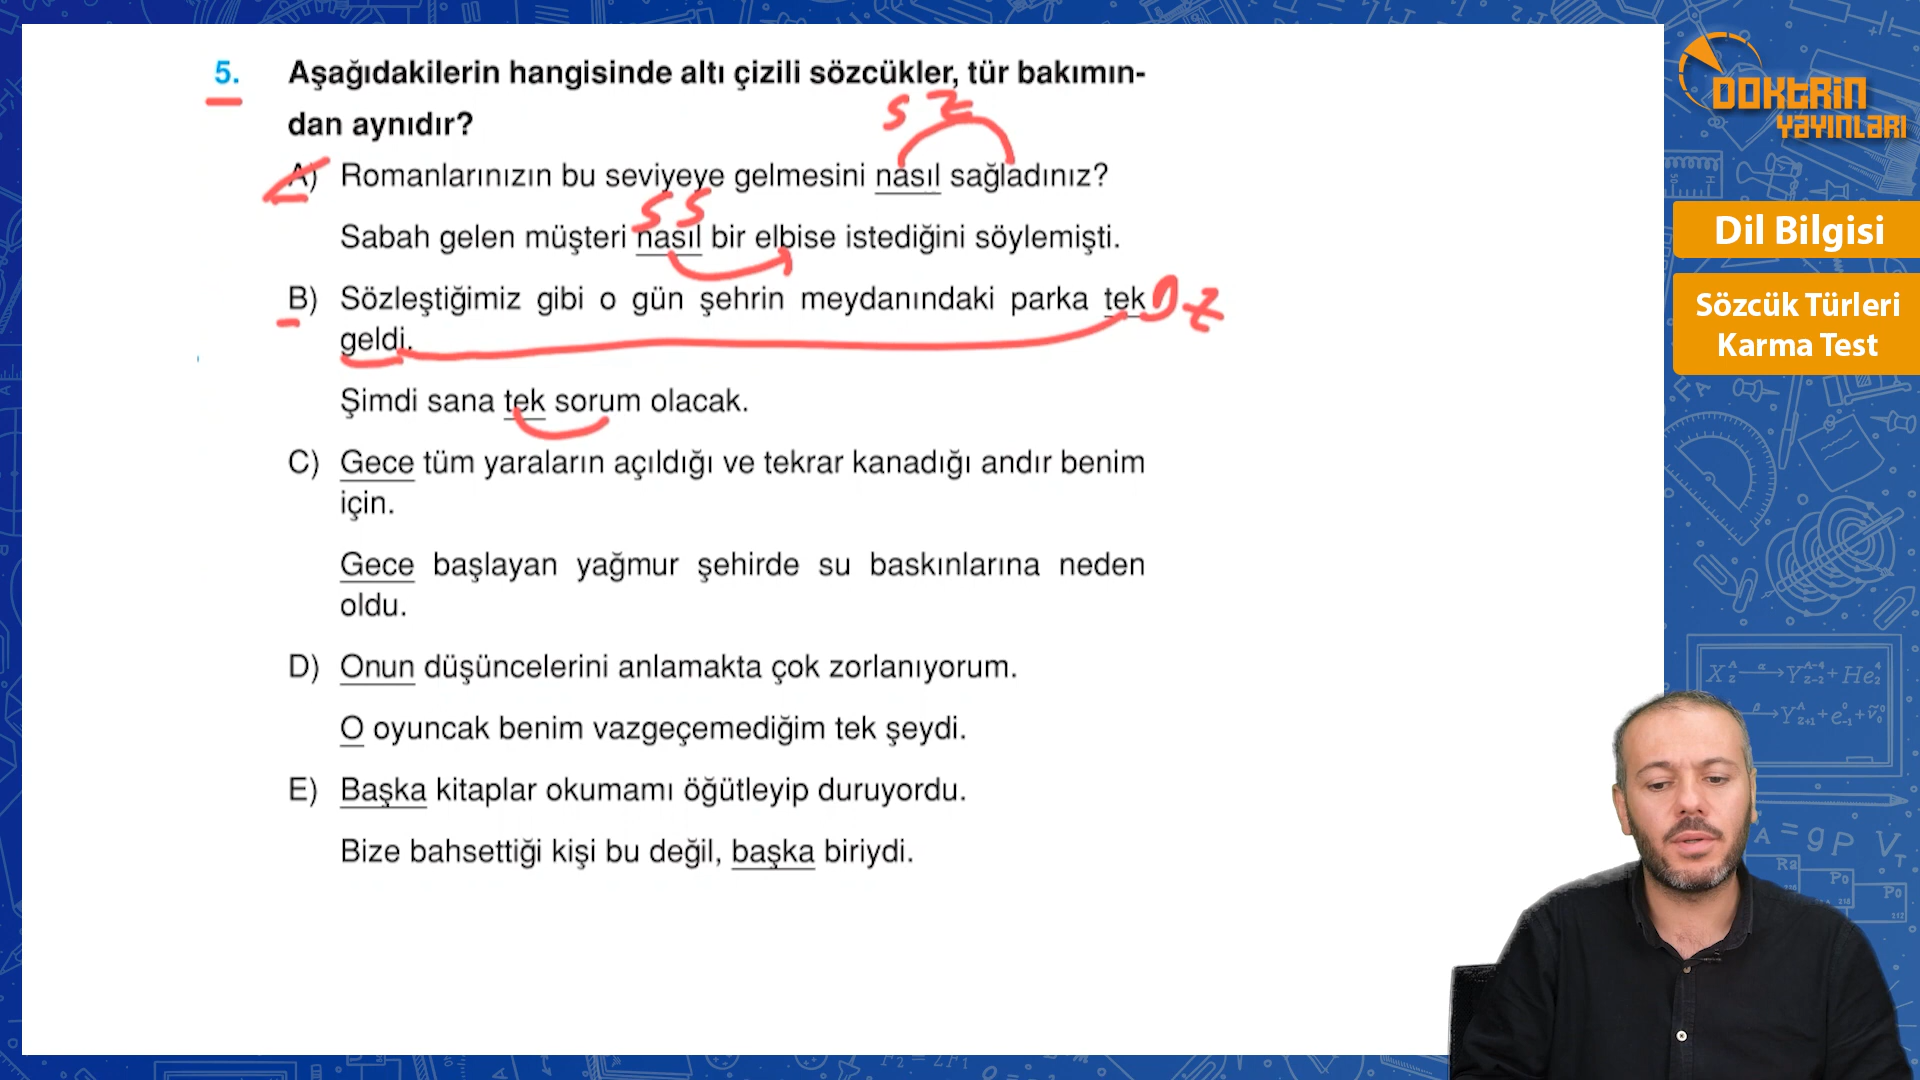 5. Aşağıdakilerin hangisinde altı çizili sözcükler, tür bakımın-
dan aynıdır?
S Z
A) Romanlarınızın bu seviyeye gelmesini nasıl sağladınız?
S S
Sabah gelen müşteri nasıl bir elbise istediğini söylemişti.
B) Sözleştiğimiz gibi o gün şehrin meydanındaki parka tek
D Z
geldi.
Şimdi sana tek sorum olacak.
C) Gece tüm yaraların açıldığı ve tekrar kanadığı andır benim
için.
Gece başlayan yağmur şehirde su baskınlarına neden
oldu.
D) Onun düşüncelerini anlamakta çok zorlanıyorum.
O oyuncak benim vazgeçemediğim tek şeydi.
E) Başka kitaplar okumamı öğütleyip duruyordu.
Bize bahsettiği kişi bu değil, başka biriydi.
DOKTRİN
YAYINLARI
Dil Bilgisi
Sözcük Türleri
Karma Test